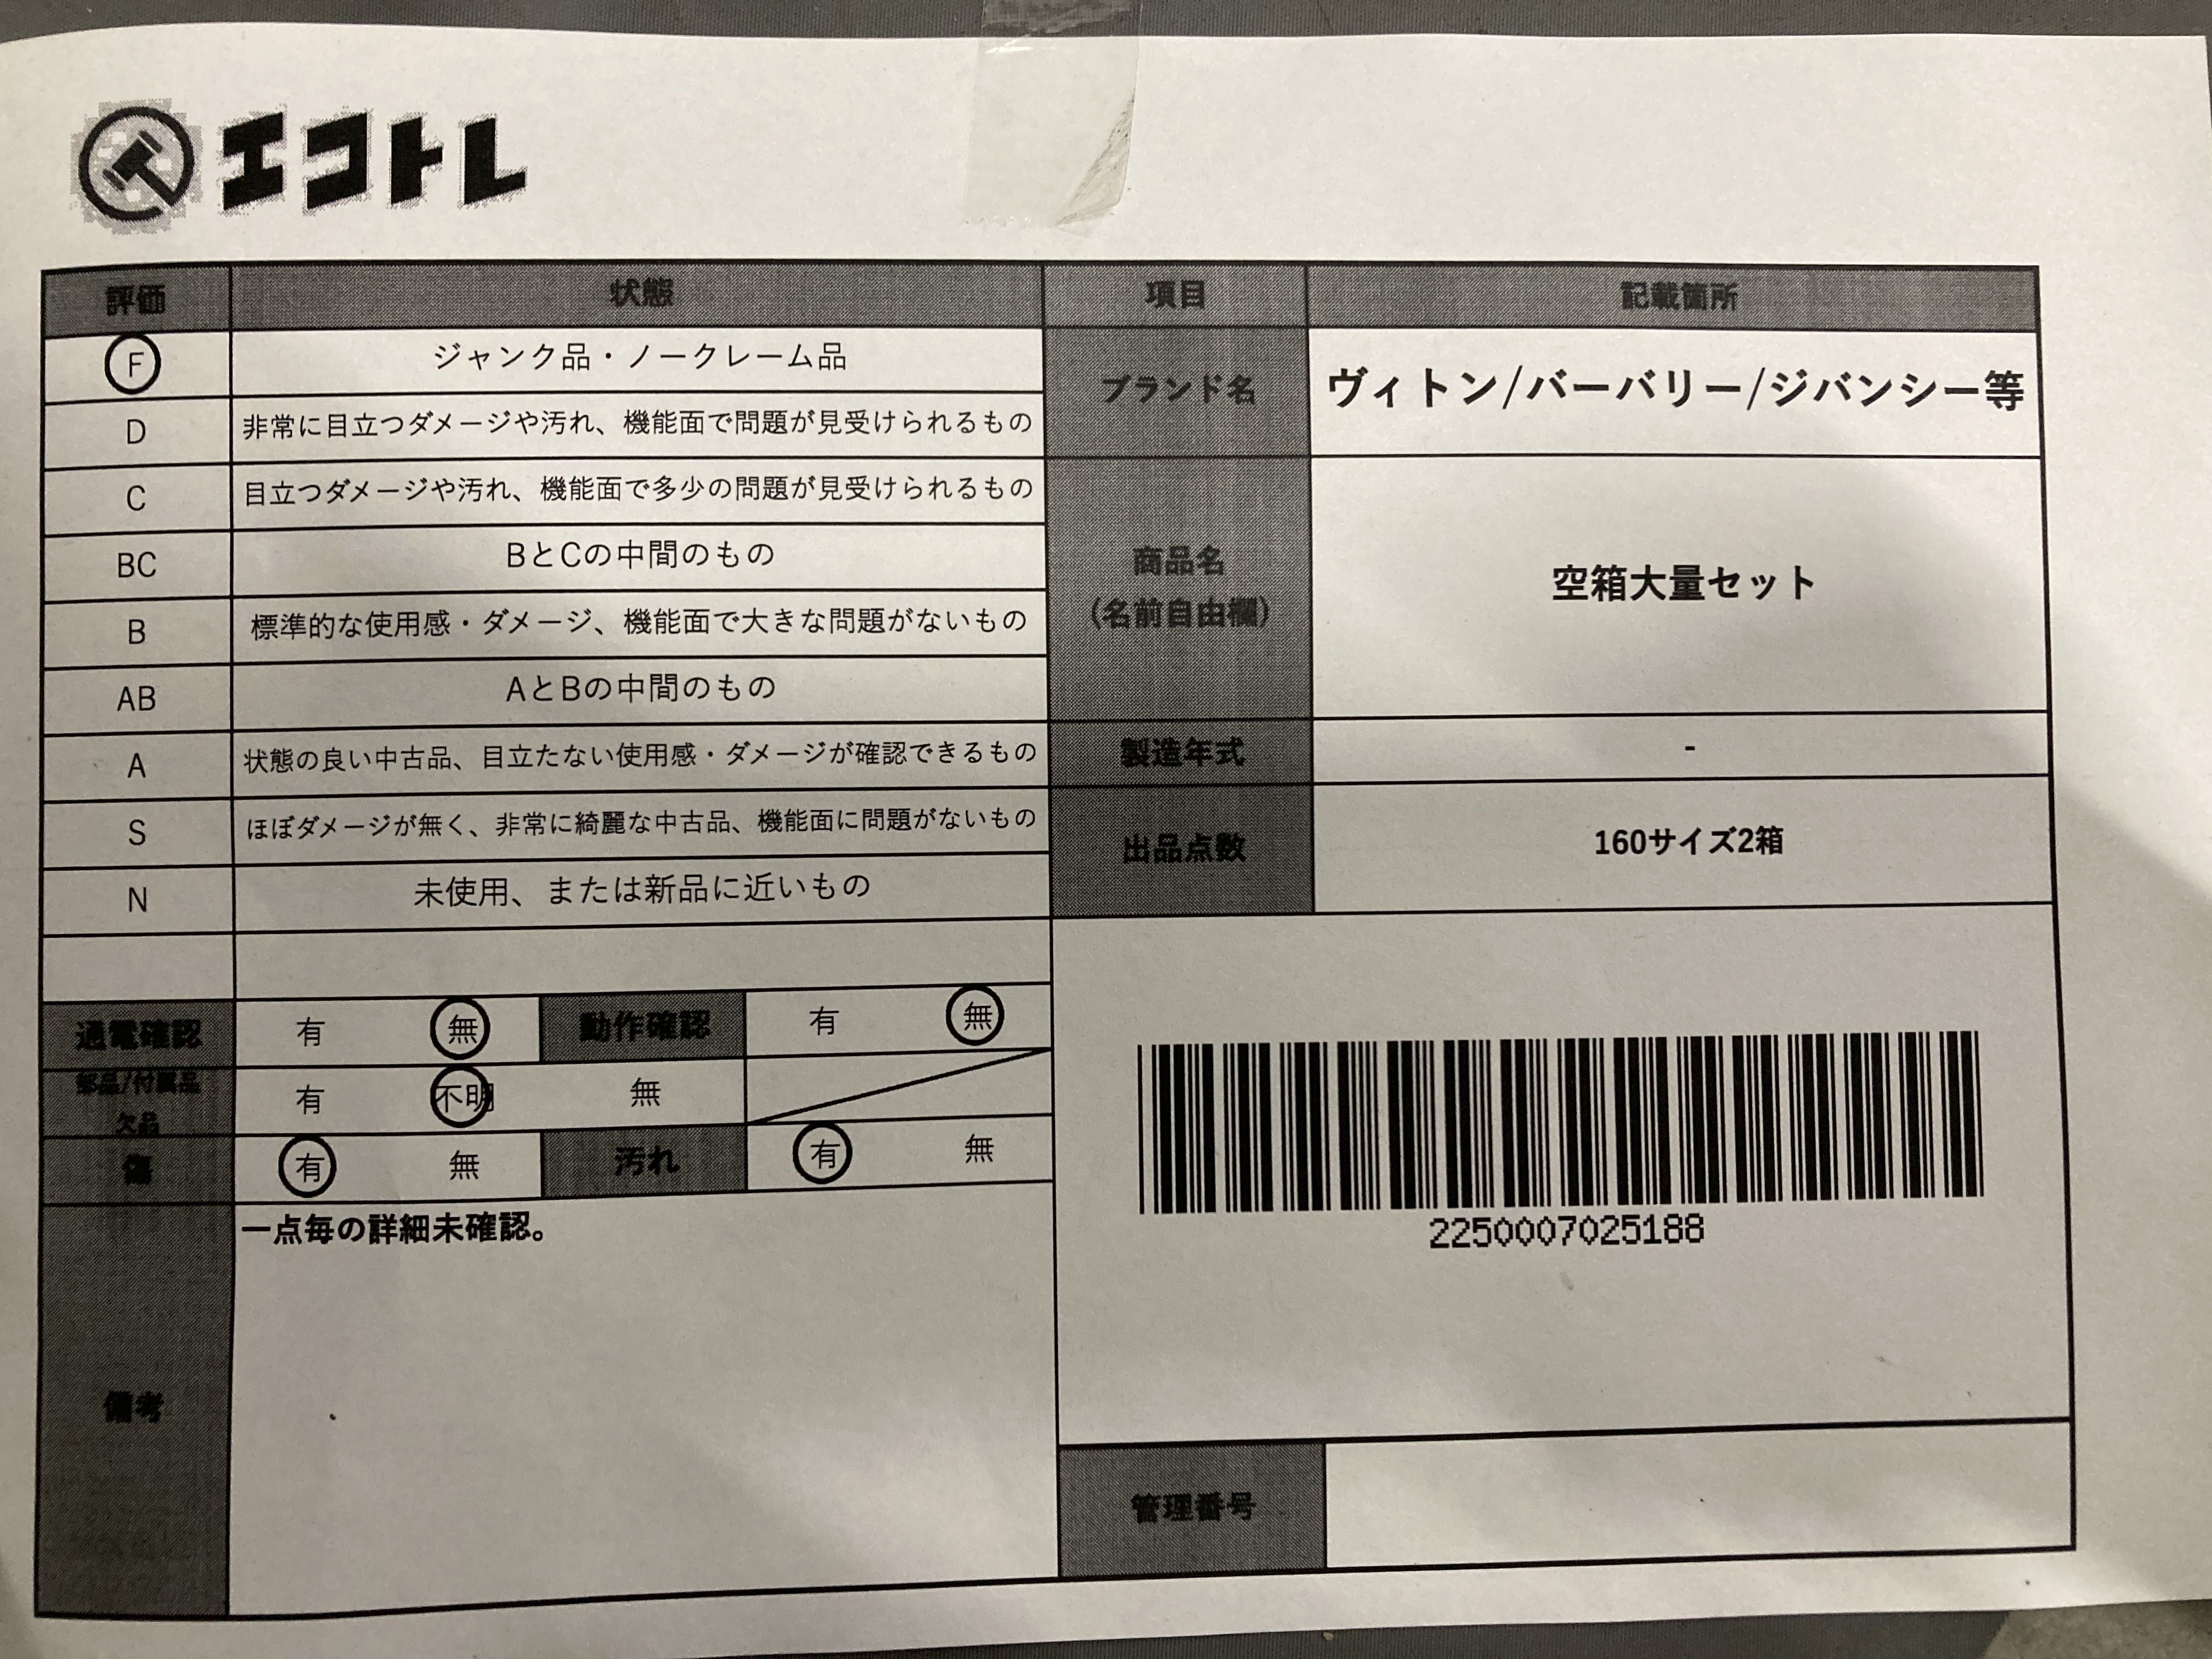 エコトレ
評価 状態 項目 記載箇所
F ジャンク品・ノークレーム品
D 非常に目立つダメージや汚れ、機能面で問題が見受けられるもの
ブランド名 ヴィトン/バーバリー/ジバンシー等
C 目立つダメージや汚れ、機能面で多少の問題が見受けられるもの
BC BとCの中間のもの
B 標準的な使用感・ダメージ、機能面で大きな問題がないもの
商品名
(名前自由欄)
空箱大量セット
AB AとBの中間のもの
A 状態の良い中古品、目立たない使用感・ダメージが確認できるもの
製造年式 -
S ほぼダメージが無く、非常に綺麗な中古品、機能面に問題がないもの
出品点数 160サイズ2箱
N 未使用、または新品に近いもの
通電確認 有 無 動作確認 有 無
部品/付属品
欠品
有 不明 無
傷 有 無 汚れ 有 無
備考
一点毎の詳細未確認。
2250007025188
管理番号